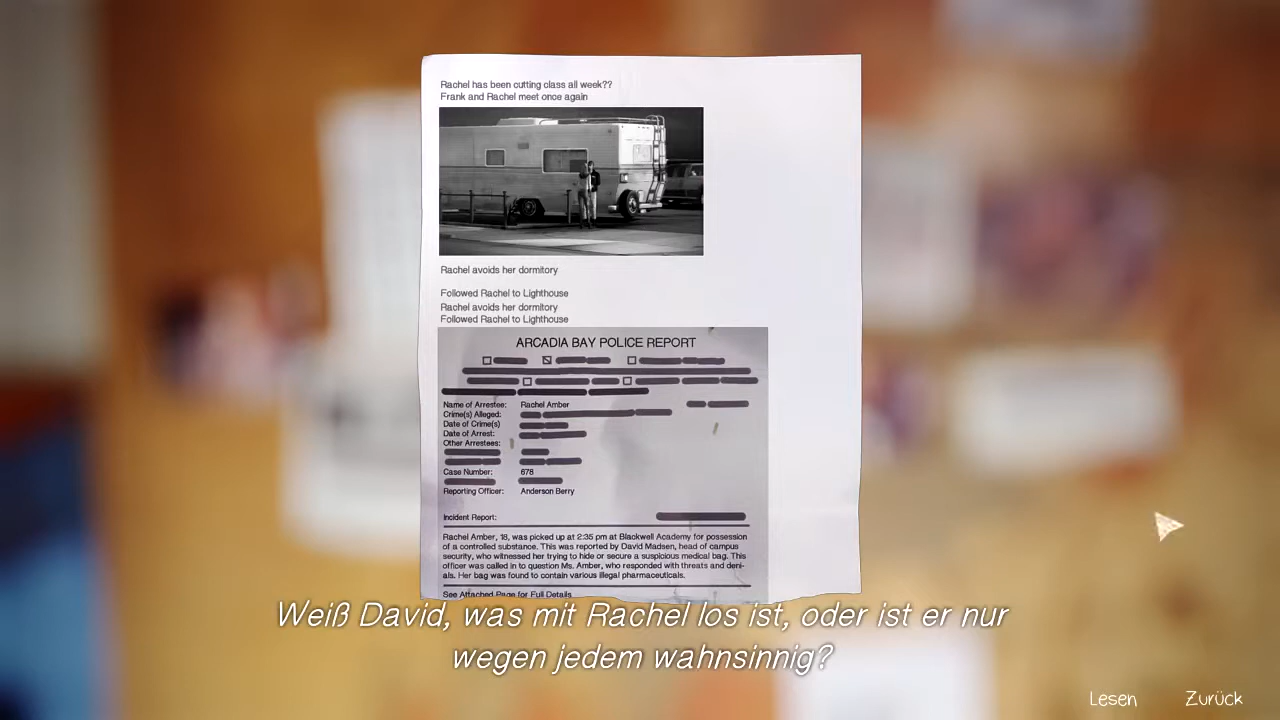 Rachel has been cutting class all week??
Frank and Rachel meet once again
Rachel avoids her dormitory
Followed Rachel to Lighthouse
Rachel avoids her dormitory
Followed Rachel to Lighthouse
ARCADIA BAY POLICE REPORT
Name of Arrestee: Rachel Amber
Crime(s) Alleged:
Date of Crime(s)
Date of Arrest:
Other Arrestees:
Case Number: 678
Reporting Officer: Anderson Berry
Incident Report:
Rachel Amber, 18, was picked up at 2:35 pm at Blackwell Academy for possession
of a controlled substance. This was reported by David Madsen, head of campus
security, who witnessed her trying to hide or secure a suspicious medical bag. This
officer was called in to question Ms. Amber, who responded with threats and deni-
als. Her bag was found to contain various illegal pharmaceuticals.
See Attached Page for Full Details
Weiß David, was mit Rachel los ist, oder ist er nur
wegen jedem wahnsinnig?
Lesen Zurück